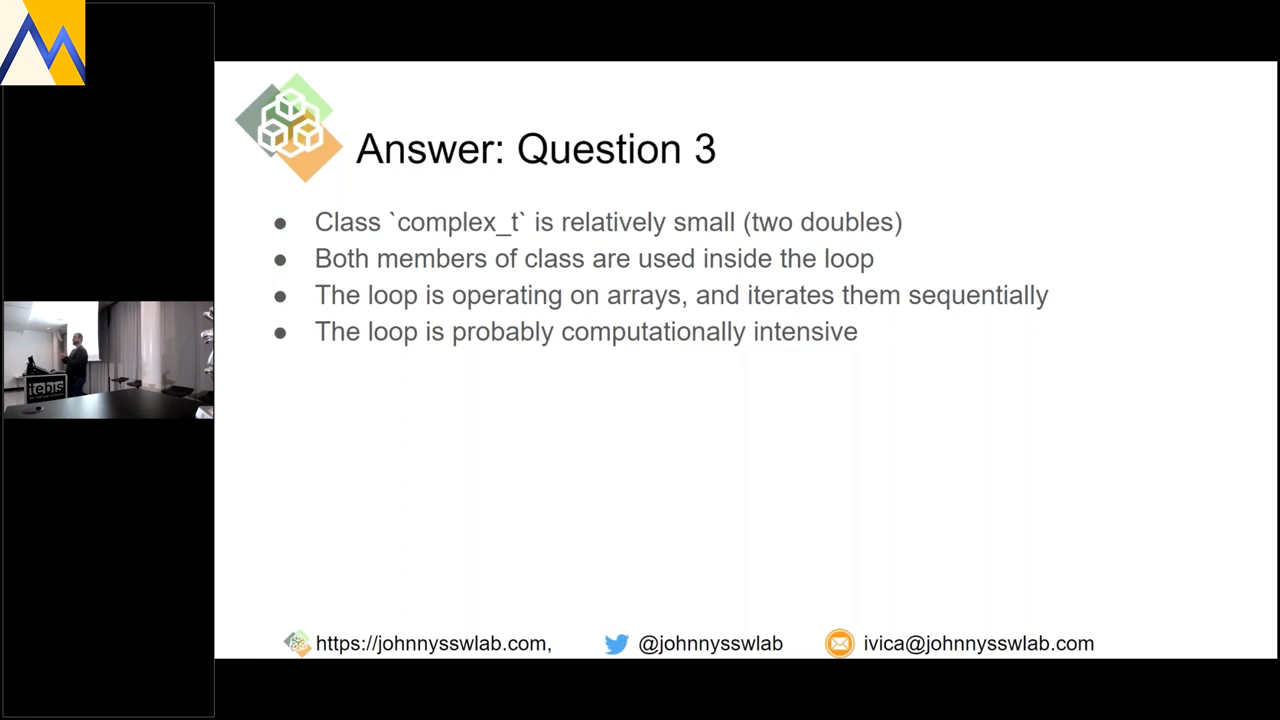 Answer: Question 3
● Class `complex_t` is relatively small (two doubles)
● Both members of class are used inside the loop
● The loop is operating on arrays, and iterates them sequentially
● The loop is probably computationally intensive
tebis
https://johnnysswlab.com, @johnnysswlab ivica@johnnysswlab.com